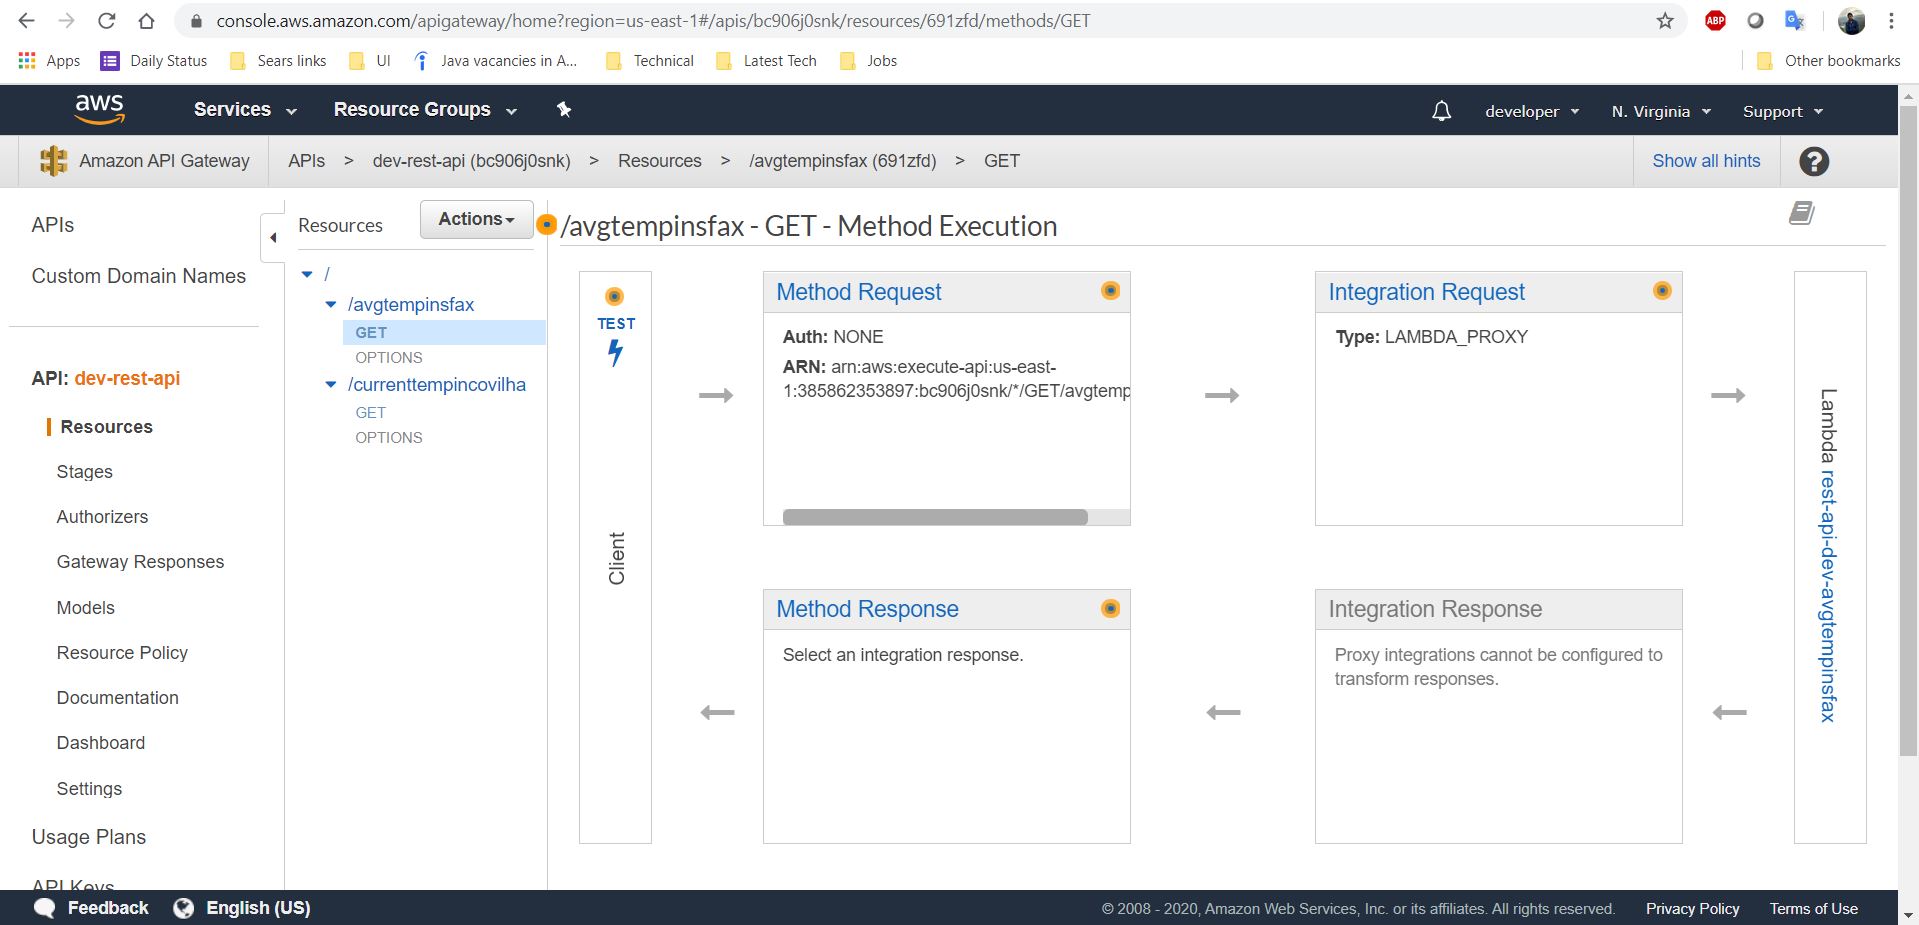 console.aws.amazon.com/apigateway/home?region=us-east-1#/apis/bc906j0snk/resources/691zfd/methods/GET
ABP
Apps Daily Status Sears links UI Java vacancies in A... Technical Latest Tech Jobs Other bookmarks
aws Services Resource Groups developer N. Virginia Support
Amazon API Gateway APIs > dev-rest-api (bc906j0snk) > Resources > /avgtempinsfax (691zfd) > GET Show all hints ?
APIs
Custom Domain Names
API: dev-rest-api
Resources
Stages
Authorizers
Gateway Responses
Models
Resource Policy
Documentation
Dashboard
Settings
Usage Plans
API Keys
Resources Actions
/
/avgtempinsfax
GET
OPTIONS
/currenttempincovilha
GET
OPTIONS
/avgtempinsfax - GET - Method Execution
TEST
Client
Method Request
Auth: NONE
ARN: arn:aws:execute-api:us-east-
1:385862353897:bc906j0snk/*/GET/avgtemp
Integration Request
Type: LAMBDA_PROXY
Lambda rest-api-dev-avgtempinsfax
Method Response
Select an integration response.
Integration Response
Proxy integrations cannot be configured to
transform responses.
Feedback English (US) © 2008 - 2020, Amazon Web Services, Inc. or its affiliates. All rights reserved. Privacy Policy Terms of Use